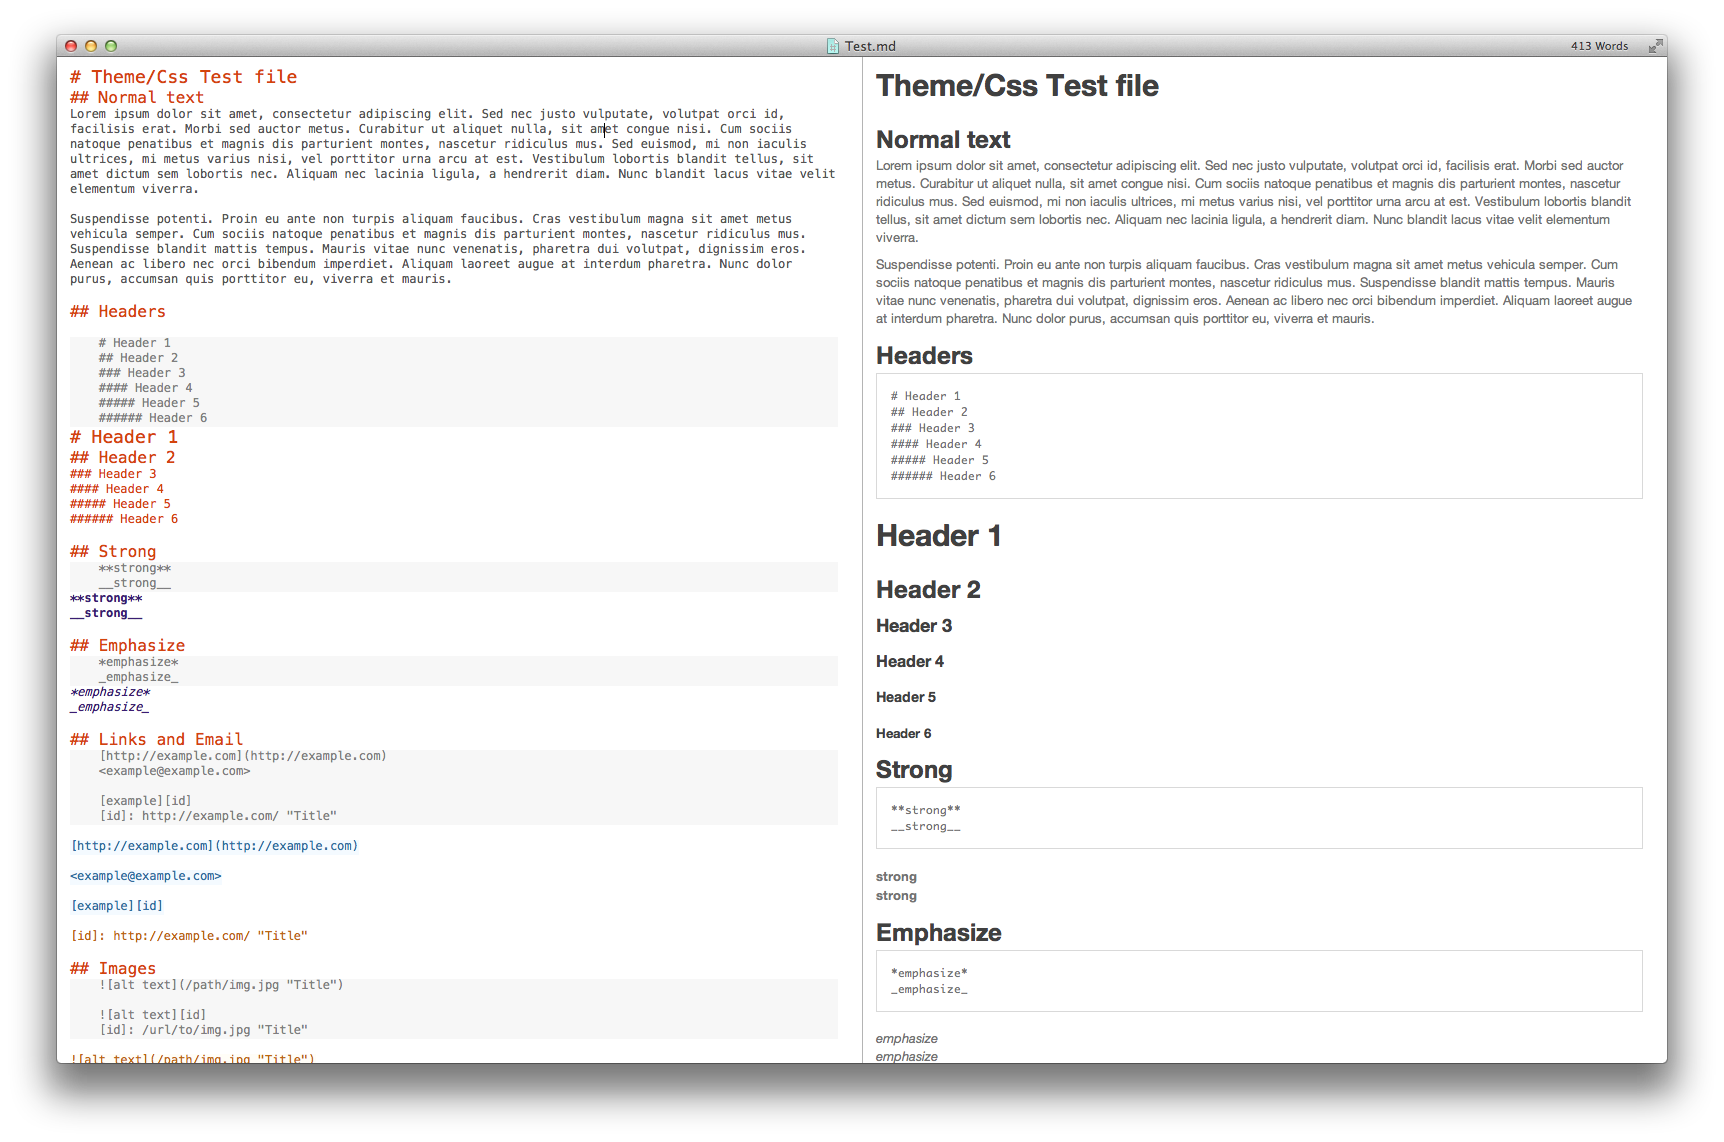 Test.md
413 Words
# Theme/Css Test file
## Normal text
Lorem ipsum dolor sit amet, consectetur adipiscing elit. Sed nec justo vulputate, volutpat orci id,
facilisis erat. Morbi sed auctor metus. Curabitur ut aliquet nulla, sit amet congue nisi. Cum sociis
natoque penatibus et magnis dis parturient montes, nascetur ridiculus mus. Sed euismod, mi non iaculis
ultrices, mi metus varius nisi, vel porttitor urna arcu at est. Vestibulum lobortis blandit tellus, sit
amet dictum sem lobortis nec. Aliquam nec lacinia ligula, a hendrerit diam. Nunc blandit lacus vitae velit
elementum viverra.
Suspendisse potenti. Proin eu ante non turpis aliquam faucibus. Cras vestibulum magna sit amet metus
vehicula semper. Cum sociis natoque penatibus et magnis dis parturient montes, nascetur ridiculus mus.
Suspendisse blandit mattis tempus. Mauris vitae nunc venenatis, pharetra dui volutpat, dignissim eros.
Aenean ac libero nec orci bibendum imperdiet. Aliquam laoreet augue at interdum pharetra. Nunc dolor
purus, accumsan quis porttitor eu, viverra et mauris.
## Headers
# Header 1
## Header 2
### Header 3
#### Header 4
##### Header 5
###### Header 6
# Header 1
## Header 2
### Header 3
#### Header 4
##### Header 5
###### Header 6
## Strong
**strong**
__strong__
**strong**
__strong__
## Emphasize
*emphasize*
_emphasize_
*emphasize*
_emphasize_
## Links and Email
[http://example.com](http://example.com)
<example@example.com>
[example][id]
[id]: http://example.com/ "Title"
[http://example.com](http://example.com)
<example@example.com>
[example][id]
[id]: http://example.com/ "Title"
## Images
![alt text](/path/img.jpg "Title")
![alt text][id]
[id]: /url/to/img.jpg "Title"
![alt text](/path/img.jpg "Title")
Theme/Css Test file
Normal text
Lorem ipsum dolor sit amet, consectetur adipiscing elit. Sed nec justo vulputate, volutpat orci id, facilisis erat. Morbi sed auctor
metus. Curabitur ut aliquet nulla, sit amet congue nisi. Cum sociis natoque penatibus et magnis dis parturient montes, nascetur
ridiculus mus. Sed euismod, mi non iaculis ultrices, mi metus varius nisi, vel porttitor urna arcu at est. Vestibulum lobortis blandit
tellus, sit amet dictum sem lobortis nec. Aliquam nec lacinia ligula, a hendrerit diam. Nunc blandit lacus vitae velit elementum
viverra.
Suspendisse potenti. Proin eu ante non turpis aliquam faucibus. Cras vestibulum magna sit amet metus vehicula semper. Cum
sociis natoque penatibus et magnis dis parturient montes, nascetur ridiculus mus. Suspendisse blandit mattis tempus. Mauris
vitae nunc venenatis, pharetra dui volutpat, dignissim eros. Aenean ac libero nec orci bibendum imperdiet. Aliquam laoreet augue
at interdum pharetra. Nunc dolor purus, accumsan quis porttitor eu, viverra et mauris.
Headers
# Header 1
## Header 2
### Header 3
#### Header 4
##### Header 5
###### Header 6
Header 1
Header 2
Header 3
Header 4
Header 5
Header 6
Strong
**strong**
__strong__
strong
strong
Emphasize
*emphasize*
_emphasize_
emphasize
emphasize